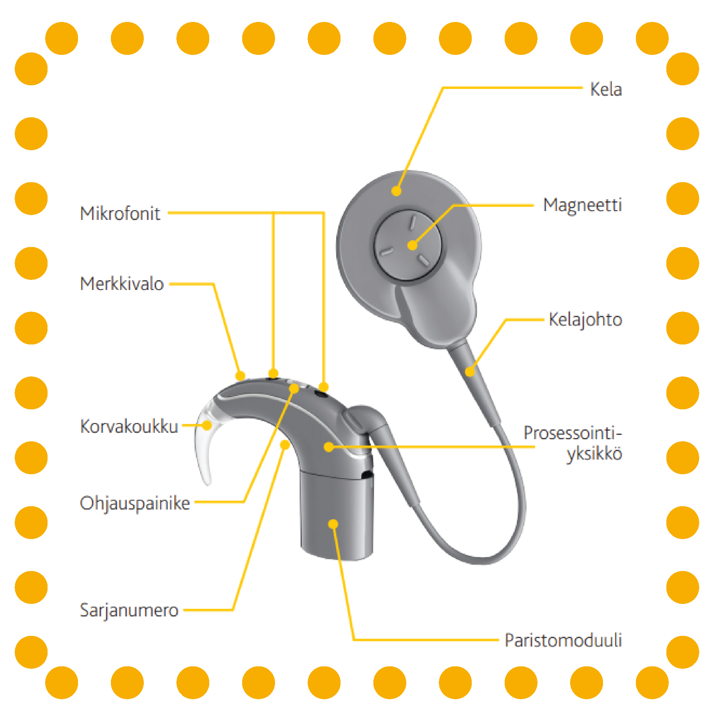 Kela
Magneetti
Mikrofonit
Merkkivalo
Kelajohto
Korvakoukku
Prosessointi-
yksikkö
Ohjauspainike
Sarjanumero
Paristomoduuli